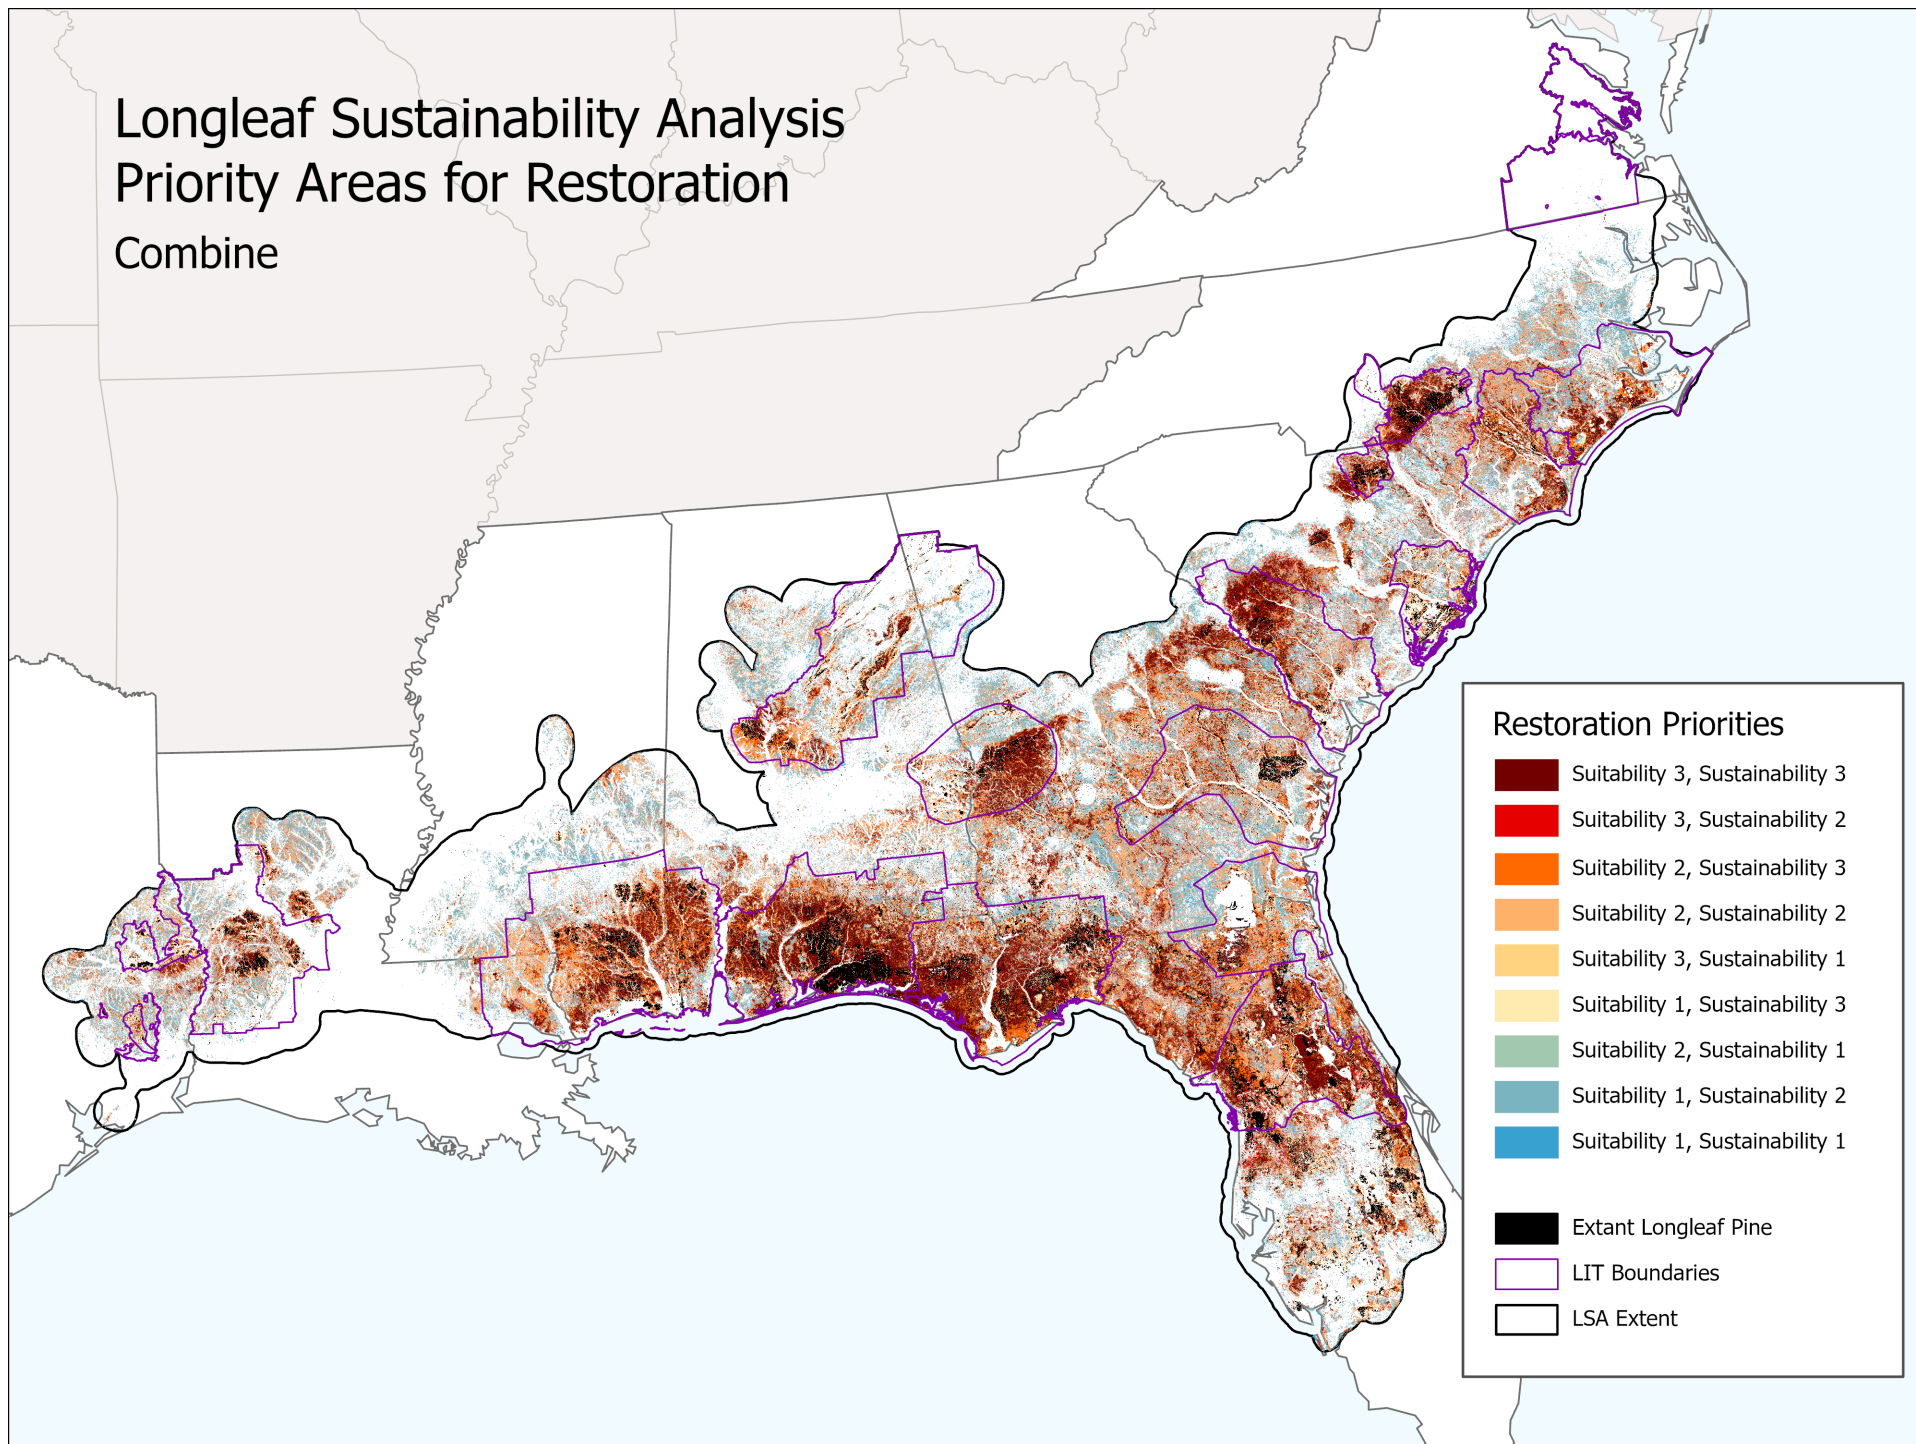 Longleaf Sustainability Analysis
Priority Areas for Restoration
Combine
Restoration Priorities
Suitability 3, Sustainability 3
Suitability 3, Sustainability 2
Suitability 2, Sustainability 3
Suitability 2, Sustainability 2
Suitability 3, Sustainability 1
Suitability 1, Sustainability 3
Suitability 2, Sustainability 1
Suitability 1, Sustainability 2
Suitability 1, Sustainability 1
Extant Longleaf Pine
LIT Boundaries
LSA Extent